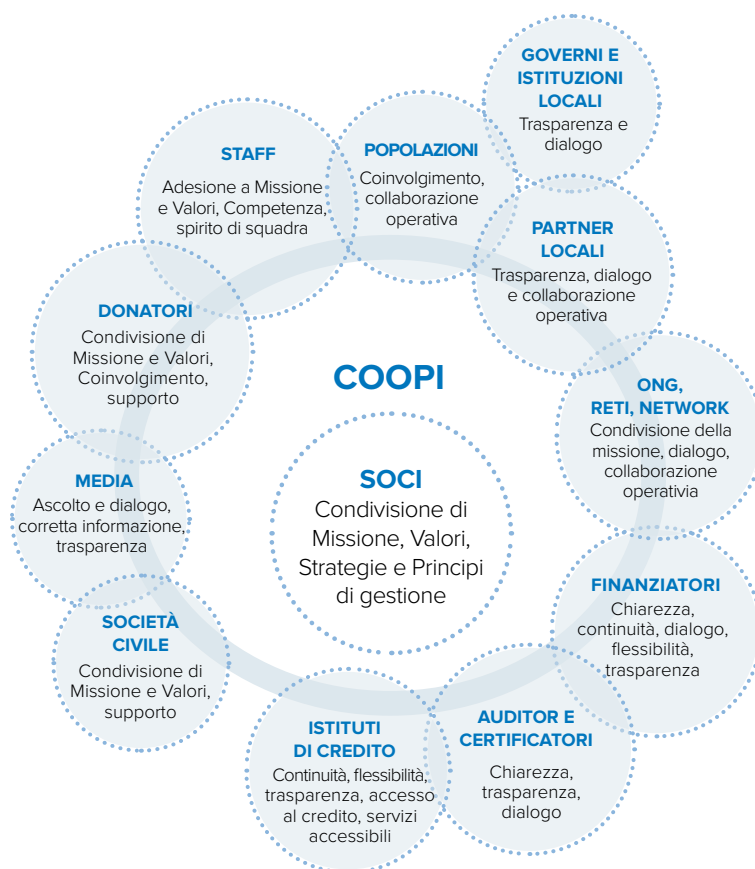 GOVERNI E
ISTITUZIONI
LOCALI
Trasparenza e
dialogo
STAFF
Adesione a Missione
e Valori, Competenza,
spirito di squadra
POPOLAZIONI
Coinvolgimento,
collaborazione
operativa
PARTNER
LOCALI
Trasparenza, dialogo
e collaborazione
operativa
DONATORI
Condivisione di
Missione e Valori,
Coinvolgimento,
supporto
COOPI
ONG,
RETI, NETWORK
Condivisione della
missione, dialogo,
collaborazione
operativia
SOCI
Condivisione di
Missione, Valori,
Strategie e Principi
di gestione
MEDIA
Ascolto e dialogo,
corretta informazione,
trasparenza
FINANZIATORI
Chiarezza,
continuità, dialogo,
flessibilità,
trasparenza
SOCIETÀ
CIVILE
Condivisione di
Missione e Valori,
supporto
ISTITUTI
DI CREDITO
Continuità, flessibilità,
trasparenza, accesso
al credito, servizi
accessibili
AUDITOR E
CERTIFICATORI
Chiarezza,
trasparenza,
dialogo